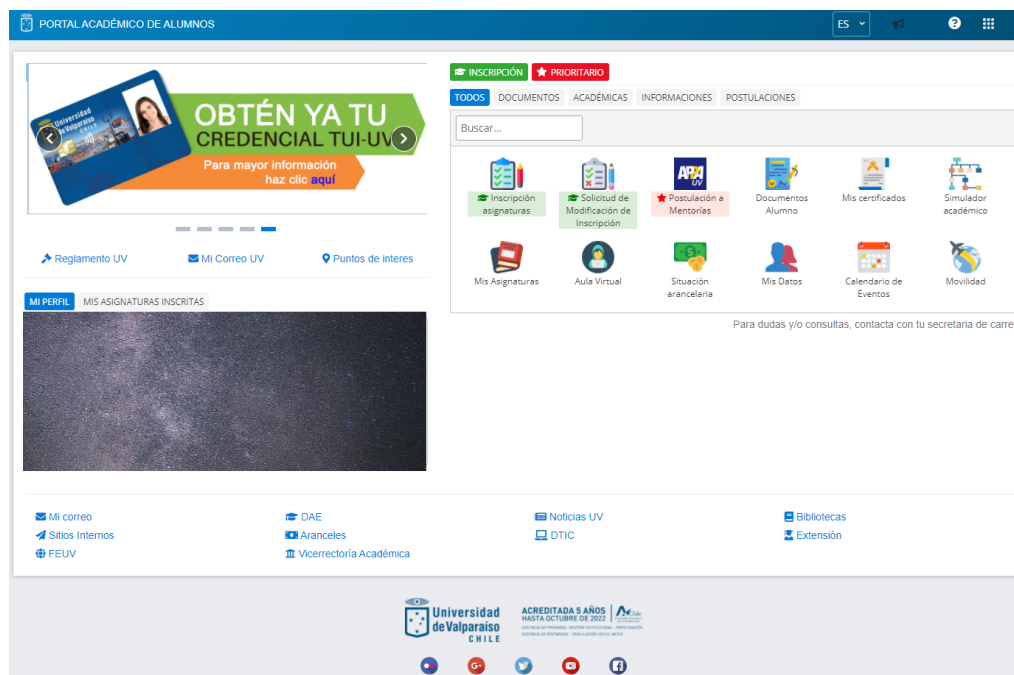 PORTAL ACADÉMICO DE ALUMNOS
ES
Universidad
de Valparaíso
CHILE
OBTÉN YA TU
CREDENCIAL TUI-UV
Para mayor información
haz clic aquí
Reglamento UV
Mi Correo UV
Puntos de interes
MI PERFIL
MIS ASIGNATURAS INSCRITAS
INSCRIPCIÓN
PRIORITARIO
TODOS
DOCUMENTOS
ACADÉMICAS
INFORMACIONES
POSTULACIONES
Buscar...
Inscripción
asignaturas
Solicitud de
Modificación de
Inscripción
APPA
UV
Postulación a
Mentorías
Documentos
Alumno
Mis certificados
Simulador
académico
Mis Asignaturas
Aula Virtual
Situación
arancelaria
Mis Datos
Calendario de
Eventos
Movilidad
Para dudas y/o consultas, contacta con tu secretaria de carre
Mi correo
DAE
Noticias UV
Bibliotecas
Sitios Internos
Aranceles
DTIC
Extensión
FEUV
Vicerrectoría Académica
Universidad
de Valparaíso
CHILE
ACREDITADA 5 AÑOS
HASTA OCTUBRE DE 2022